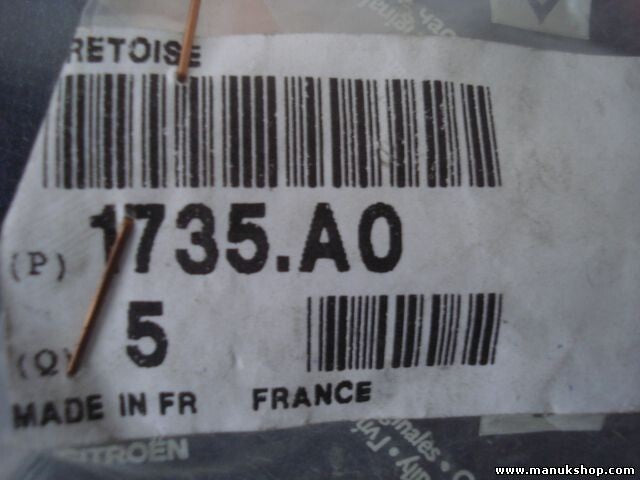 RETOISE
(P) 1735.A0
(Q) 5
MADE IN FR FRANCE
CITROËN
www.manukshop.com